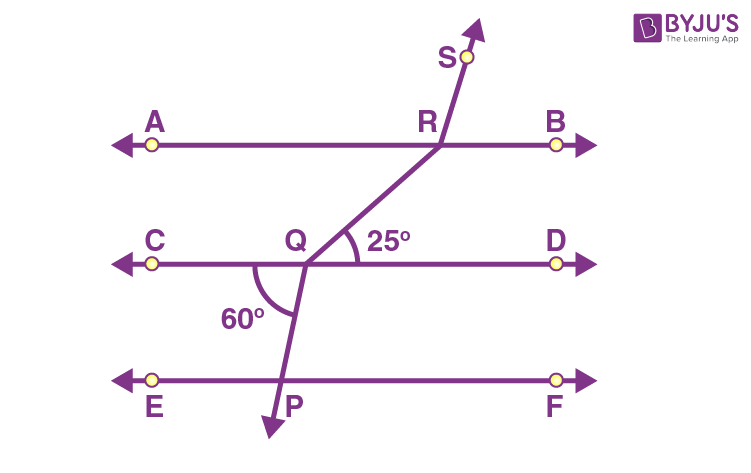 BYJU'S
The Learning App
S
A R B
C Q 25° D
60°
E P F